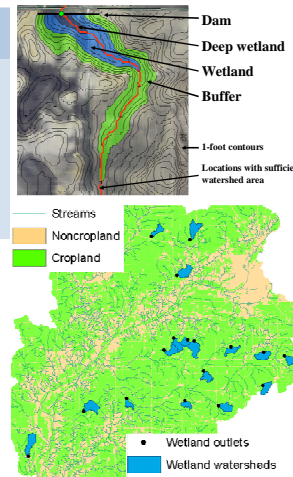 Dam
Deep wetland
Wetland
Buffer
1-foot contours
Locations with sufficie
watershed area
Streams
Noncropland
Cropland
Wetland outlets
Wetland watersheds